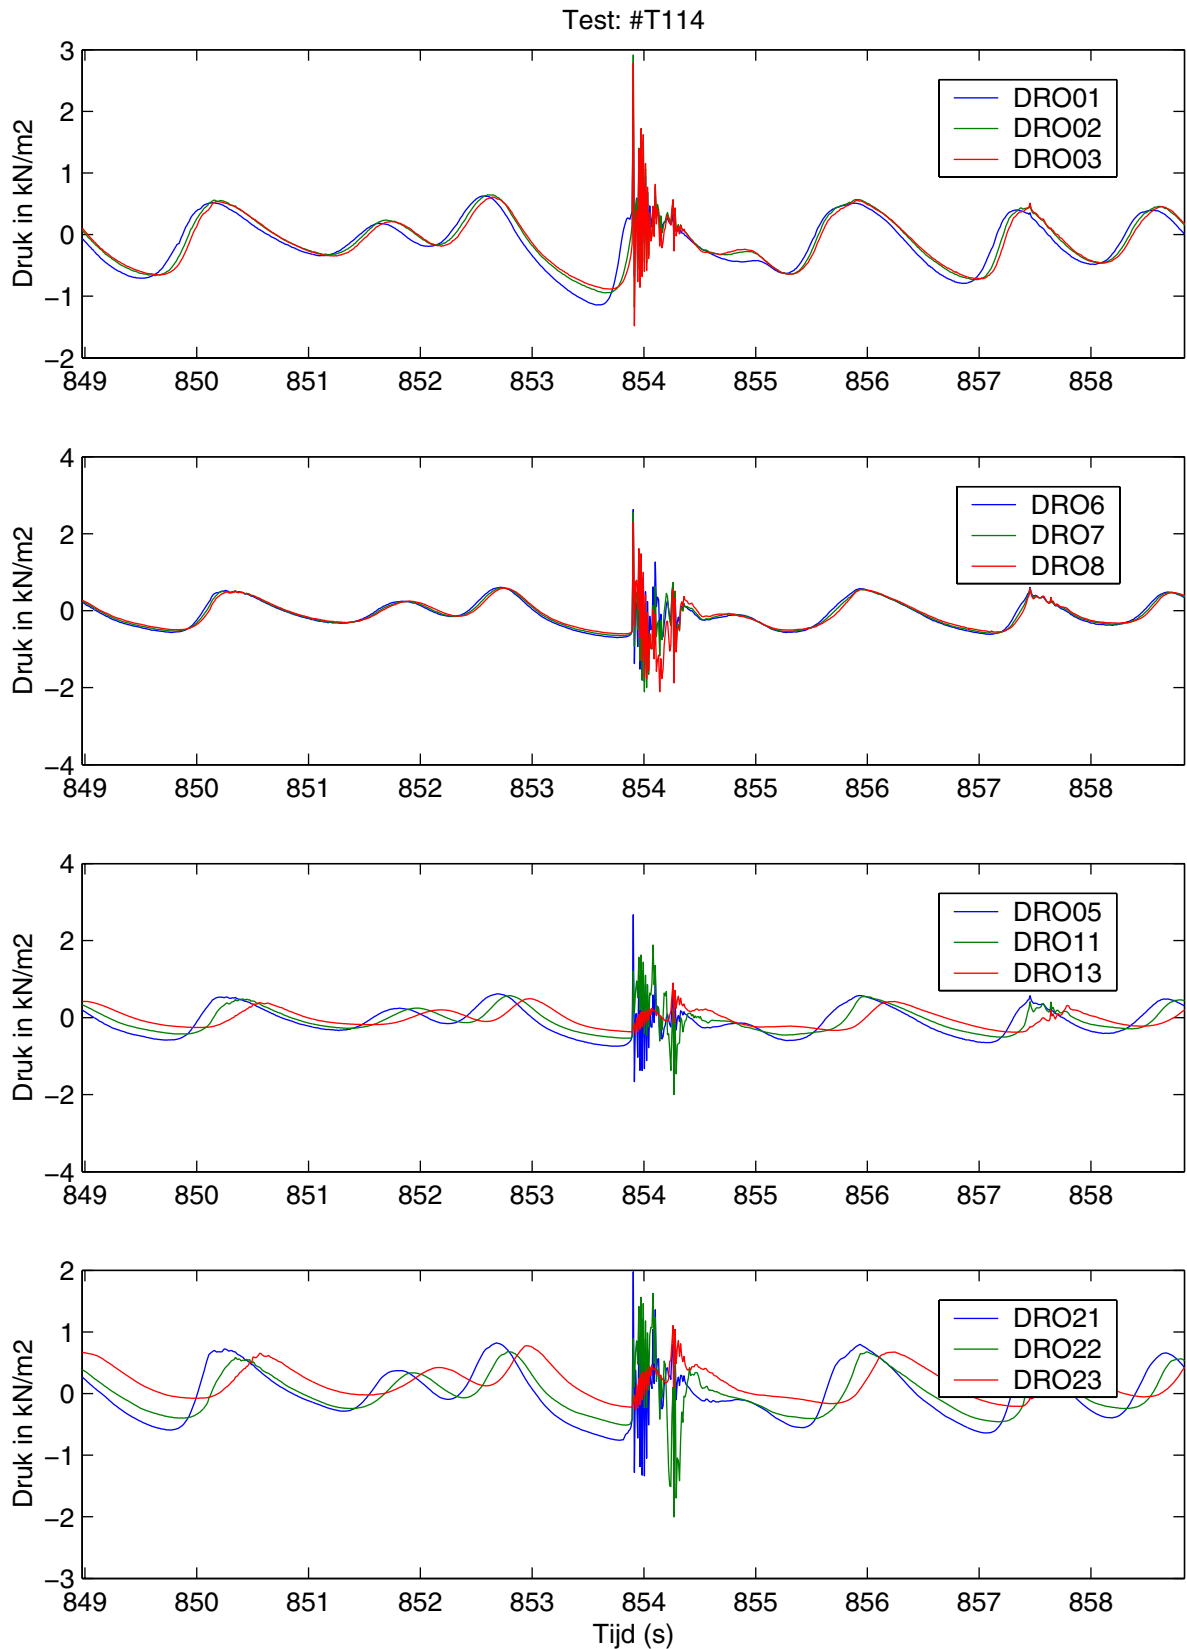 Test: #T114
Druk in kN/m2
3
2
1
0
−1
−2
DRO01
DRO02
DRO03
849 850 851 852 853 854 855 856 857 858
Druk in kN/m2
4
2
0
−2
−4
DRO6
DRO7
DRO8
849 850 851 852 853 854 855 856 857 858
Druk in kN/m2
4
2
0
−2
−4
DRO05
DRO11
DRO13
849 850 851 852 853 854 855 856 857 858
Druk in kN/m2
2
1
0
−1
−2
−3
DRO21
DRO22
DRO23
849 850 851 852 853 854 855 856 857 858
Tijd (s)